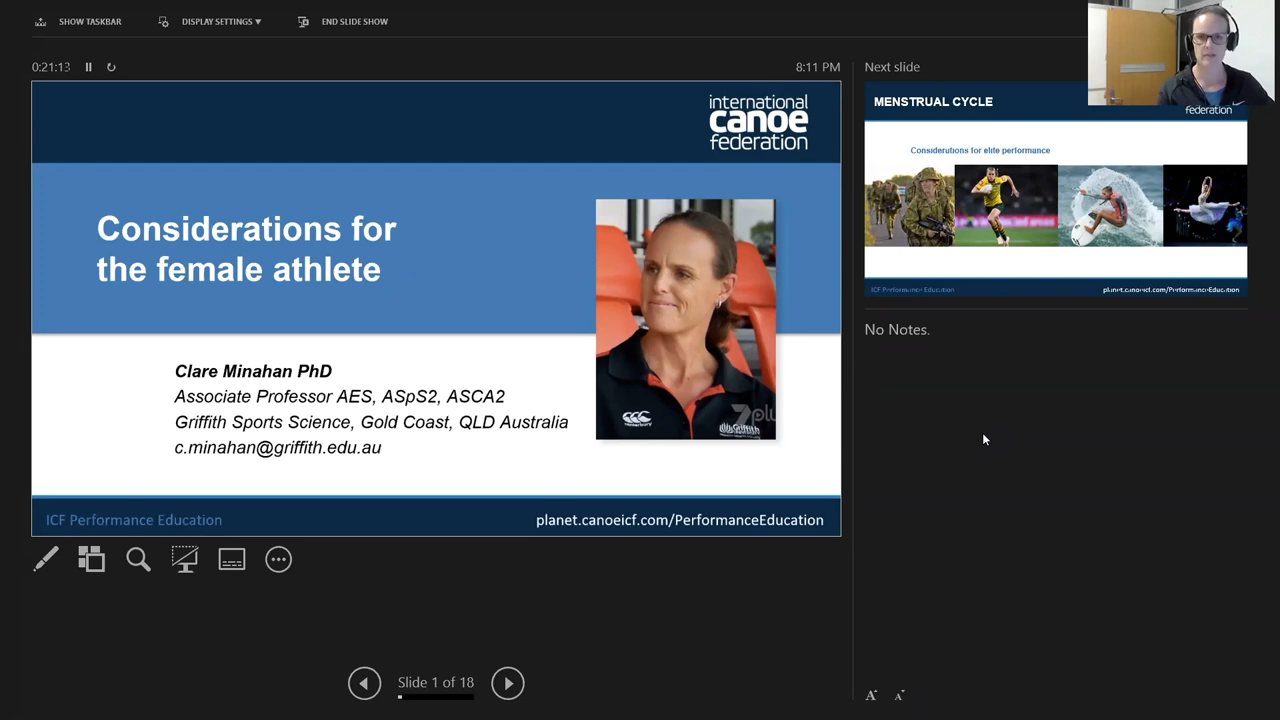 SHOW TASKBAR
DISPLAY SETTINGS ▼
END SLIDE SHOW
0:21:13
8:11 PM
international
canoe
federation
Considerations for
the female athlete
Clare Minahan PhD
Associate Professor AES, ASpS2, ASCA2
Griffith Sports Science, Gold Coast, QLD Australia
c.minahan@griffith.edu.au
canterbury
7plu
Griffith
ICF Performance Education
planet.canoeicf.com/PerformanceEducation
Slide 1 of 18
Next slide
MENSTRUAL CYCLE
federation
Considerations for elite performance
ICF Performance Education
planet.canoeicf.com/PerformanceEducation
No Notes.
A A